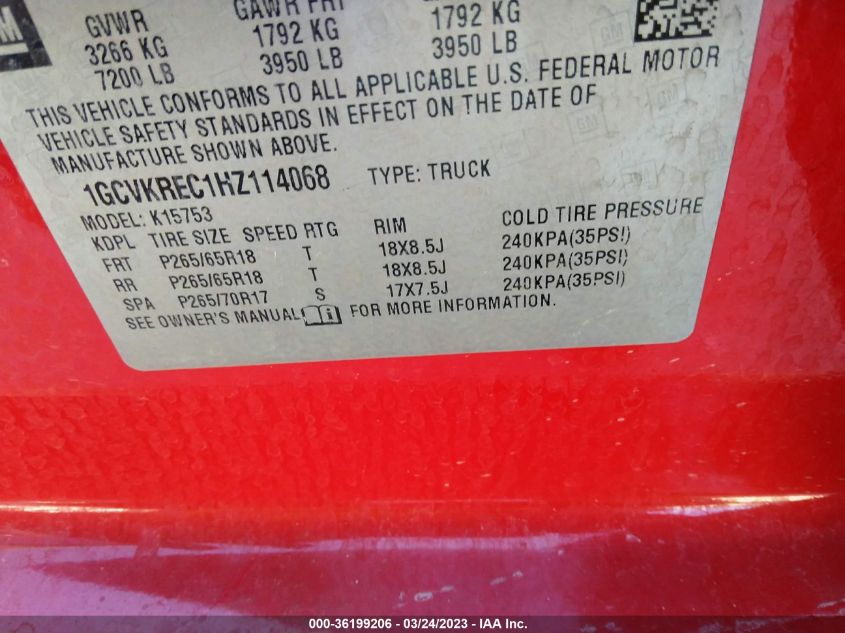 GM
GVWR GAWR FRT
3266 KG 1792 KG 1792 KG
7200 LB 3950 LB 3950 LB
THIS VEHICLE CONFORMS TO ALL APPLICABLE U.S. FEDERAL MOTOR
VEHICLE SAFETY STANDARDS IN EFFECT ON THE DATE OF
MANUFACTURE SHOWN ABOVE.
1GCVKREC1HZ114068 TYPE: TRUCK
MODEL: K15753
KDPL TIRE SIZE SPEED RTG RIM COLD TIRE PRESSURE
FRT P265/65R18 T 18X8.5J 240KPA(35PSI)
RR P265/65R18 T 18X8.5J 240KPA(35PSI)
SPA P265/70R17 S 17X7.5J 240KPA(35PSI)
SEE OWNER'S MANUAL FOR MORE INFORMATION.
000-36199206 - 03/24/2023 - IAA Inc.